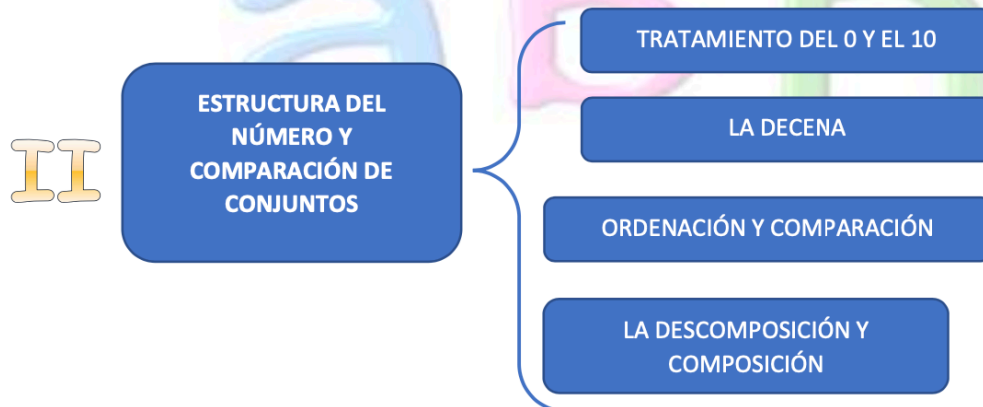 II
ESTRUCTURA DEL
NÚMERO Y
COMPARACIÓN DE
CONJUNTOS
TRATAMIENTO DEL 0 Y EL 10
LA DECENA
ORDENACIÓN Y COMPARACIÓN
LA DESCOMPOSICIÓN Y
COMPOSICIÓN